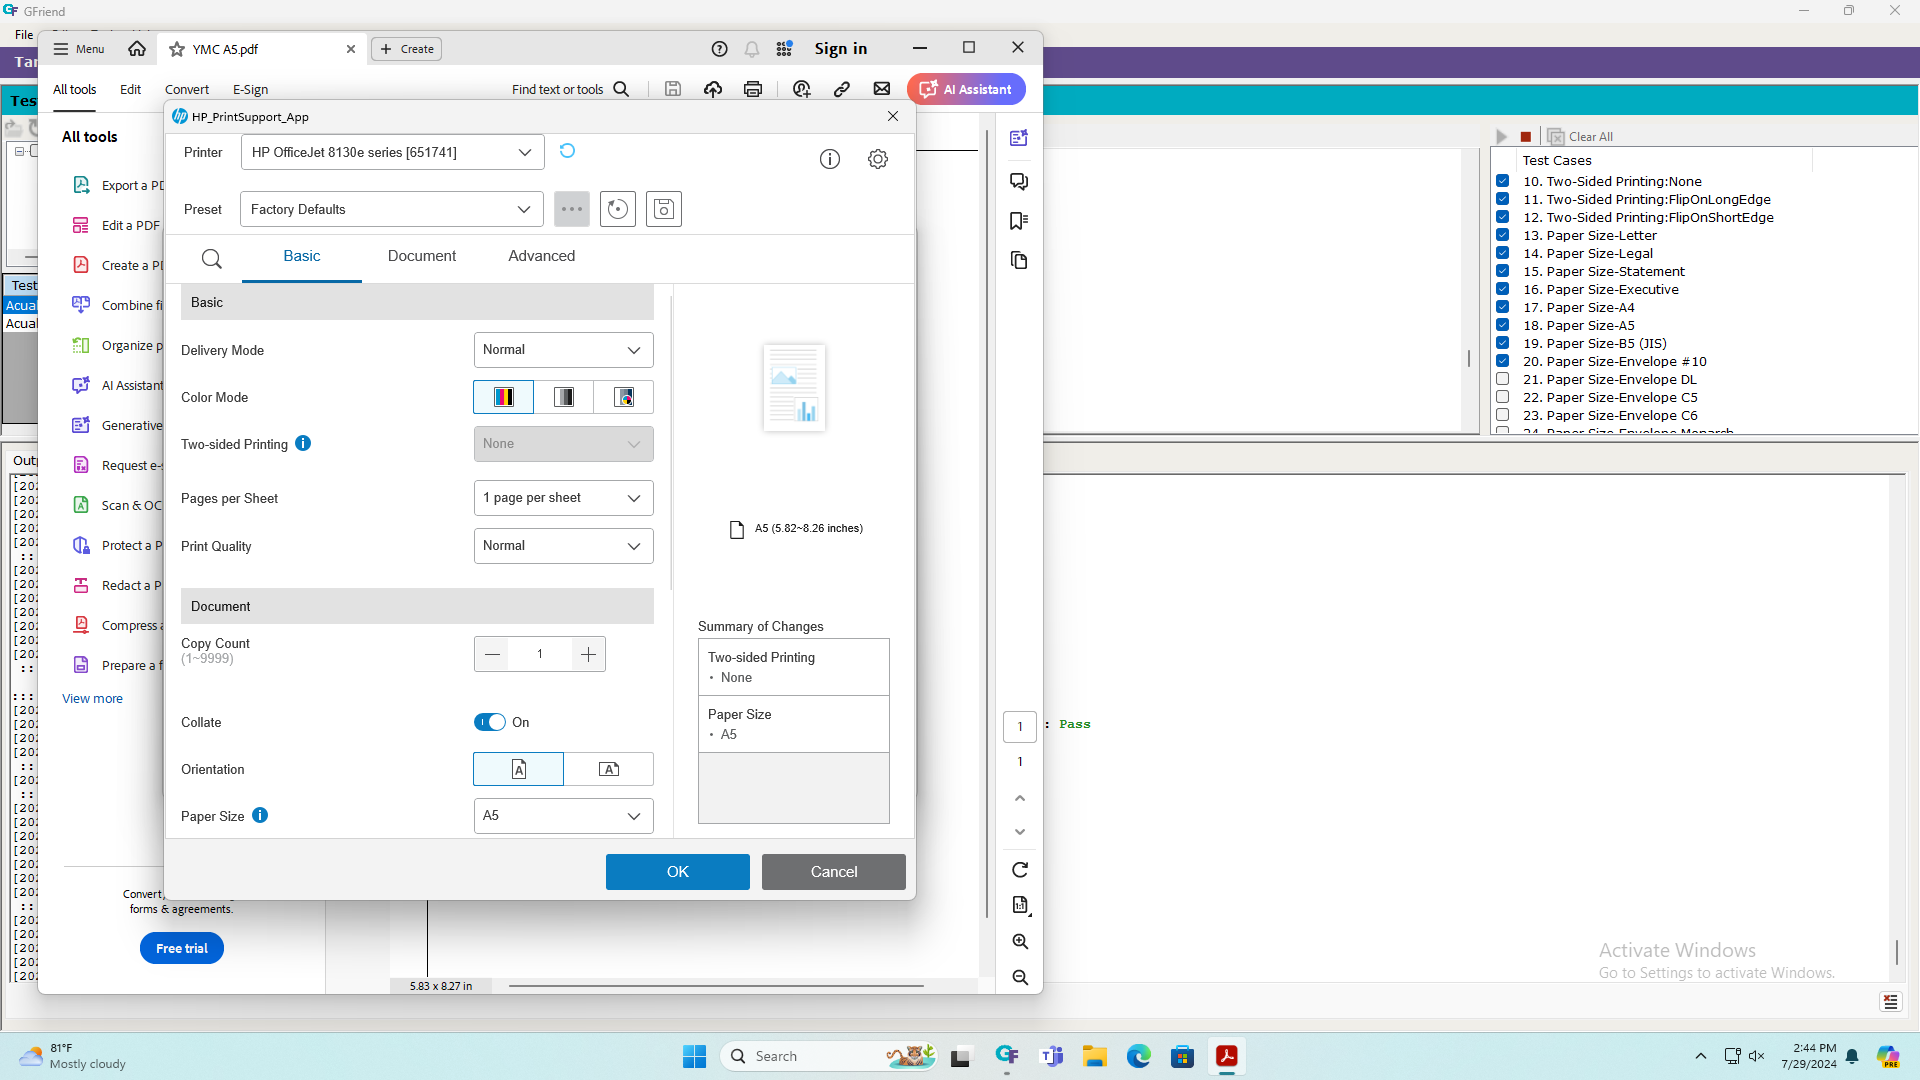 GFriend
File
Menu
YMC A5.pdf
Create
Sign in
All tools
Edit
Convert
E-Sign
Find text or tools
AI Assistant
All tools
Export a PD
Edit a PDF
Create a PD
Combine fi
Organize p
AI Assistant
Generative
Request e-s
Scan & OC
Protect a P
Redact a P
Compress a
Prepare a f
View more
Convert,
forms & agreements.
Free trial
HP_PrintSupport_App
Printer
HP OfficeJet 8130e series [651741]
Preset
Factory Defaults
Basic
Document
Advanced
Basic
Delivery Mode
Normal
Color Mode
Two-sided Printing
None
Pages per Sheet
1 page per sheet
Print Quality
Normal
Document
Copy Count
(1~9999)
1
Collate
On
Orientation
Paper Size
A5
A5 (5.82~8.26 inches)
Summary of Changes
Two-sided Printing
• None
Paper Size
• A5
OK
Cancel
5.83 x 8.27 in
1
1
: Pass
Clear All
Test Cases
10. Two-Sided Printing:None
11. Two-Sided Printing:FlipOnLongEdge
12. Two-Sided Printing:FlipOnShortEdge
13. Paper Size-Letter
14. Paper Size-Legal
15. Paper Size-Statement
16. Paper Size-Executive
17. Paper Size-A4
18. Paper Size-A5
19. Paper Size-B5 (JIS)
20. Paper Size-Envelope #10
21. Paper Size-Envelope DL
22. Paper Size-Envelope C5
23. Paper Size-Envelope C6
24. Paper Size-Envelope Monarch
Activate Windows
Go to Settings to activate Windows.
81°F
Mostly cloudy
Search
2:44 PM
7/29/2024